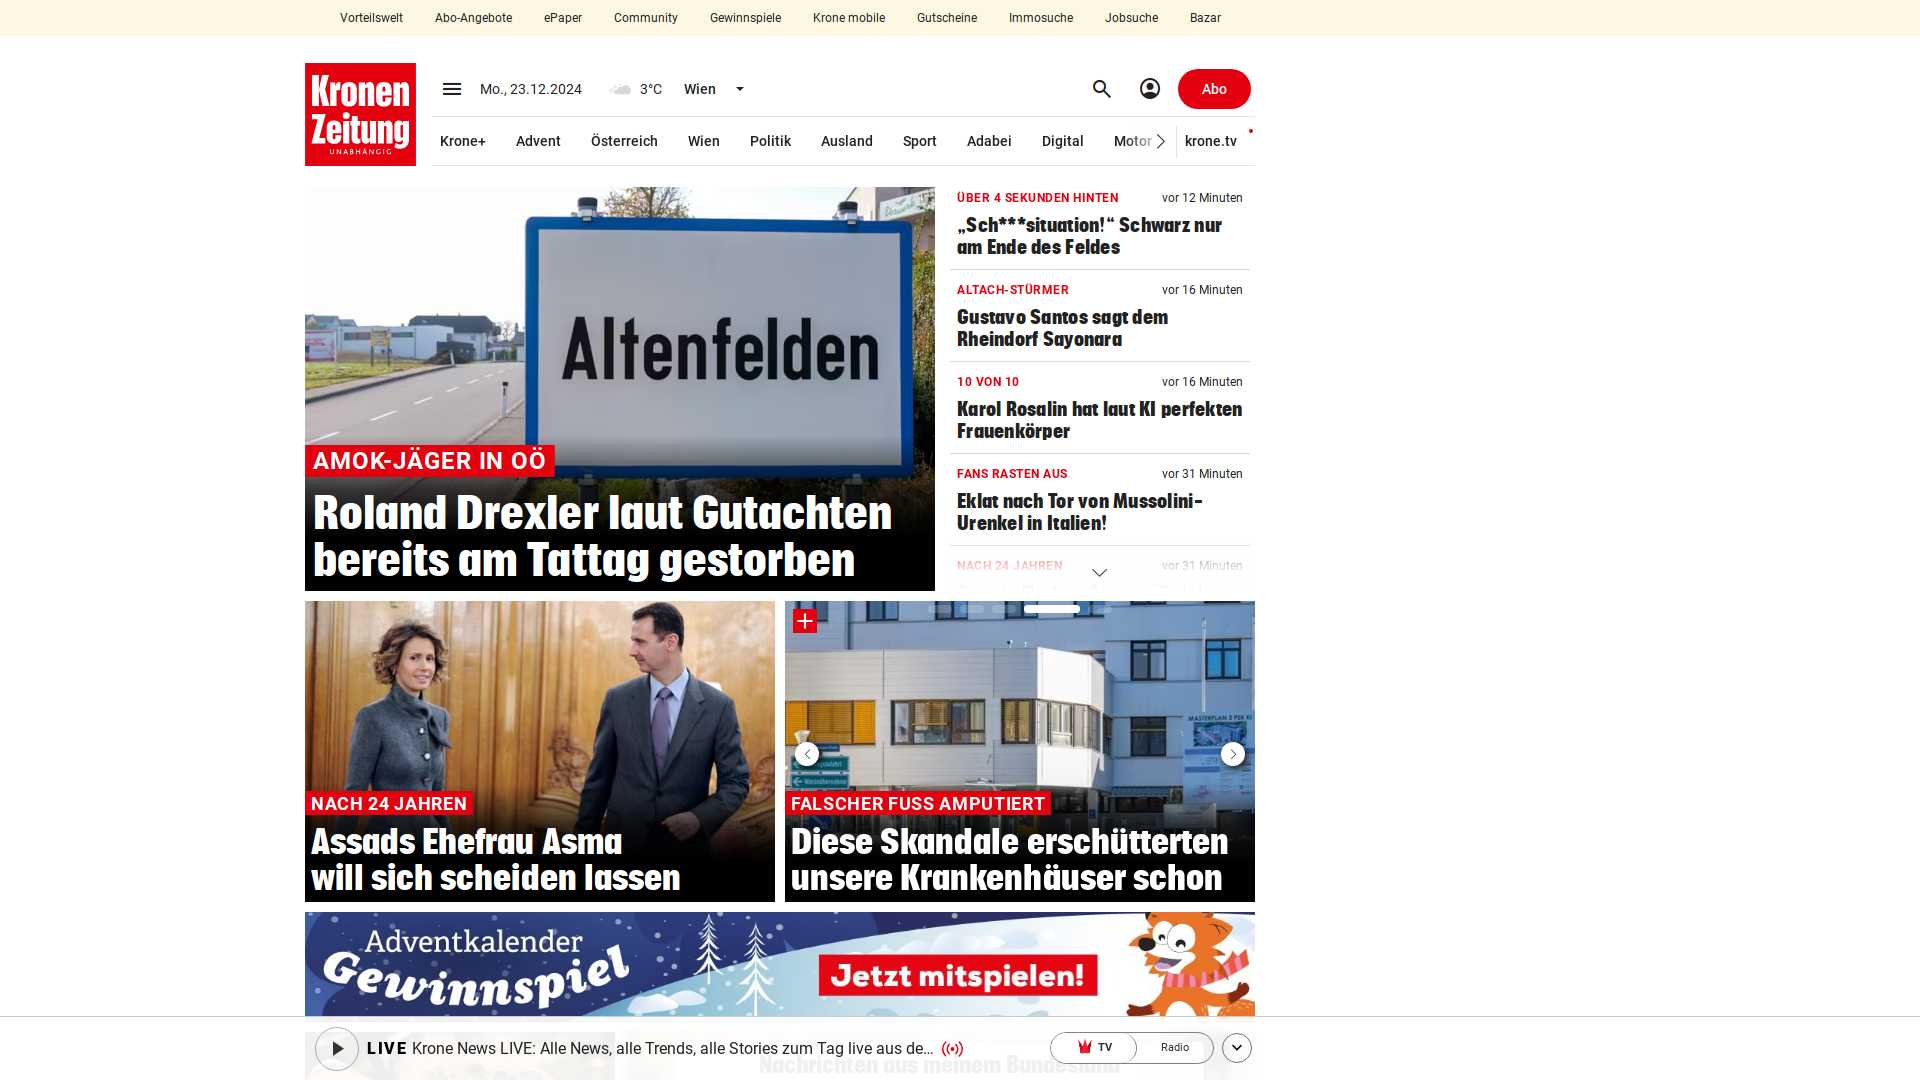 Vorteilswelt
Abo-Angebote
ePaper
Community
Gewinnspiele
Krone mobile
Gutscheine
Immosuche
Jobsuche
Bazar
Kronen
Zeitung
UNABHÄNGIG
Mo., 23.12.2024
3°C
Wien
Abo
Krone+
Advent
Österreich
Wien
Politik
Ausland
Sport
Adabei
Digital
Motor
krone.tv
Altenfelden
AMOK-JÄGER IN OÖ
Roland Drexler laut Gutachten
bereits am Tattag gestorben
ÜBER 4 SEKUNDEN HINTEN
vor 12 Minuten
„Sch***situation!“ Schwarz nur
am Ende des Feldes
ALTACH-STÜRMER
vor 16 Minuten
Gustavo Santos sagt dem
Rheindorf Sayonara
10 VON 10
vor 16 Minuten
Karol Rosalin hat laut KI perfekten
Frauenkörper
FANS RASTEN AUS
vor 31 Minuten
Eklat nach Tor von Mussolini-
Urenkel in Italien!
NACH 24 JAHREN
vor 31 Minuten
NACH 24 JAHREN
Assads Ehefrau Asma
will sich scheiden lassen
MASTERPLAN
FALSCHER FUSS AMPUTIERT
Diese Skandale erschütterten
unsere Krankenhäuser schon
Adventkalender
Gewinnspiel
Jetzt mitspielen!
LIVE Krone News LIVE: Alle News, alle Trends, alle Stories zum Tag live aus de...
TV
Radio
Nachrichten aus meinem Bundesland